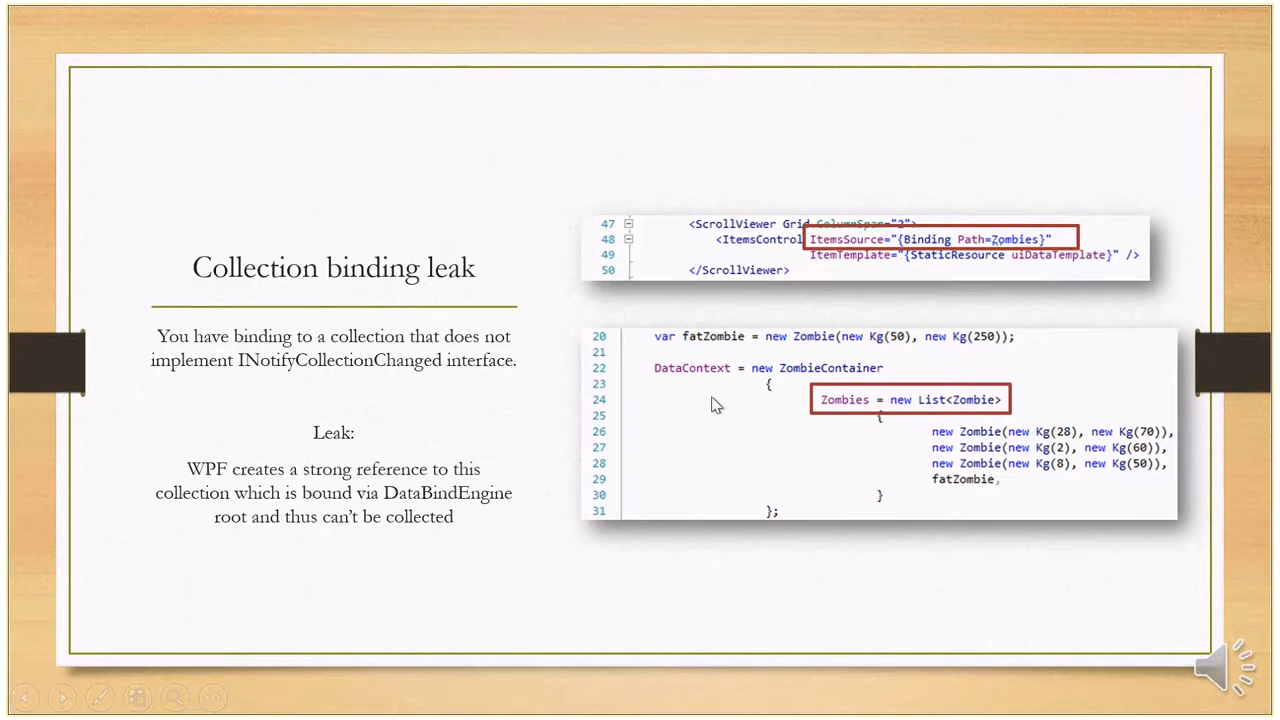 Collection binding leak
You have binding to a collection that does not
implement INotifyCollectionChanged interface.
Leak:
WPF creates a strong reference to this
collection which is bound via DataBindEngine
root and thus can't be collected
47 <ScrollViewer Grid.ColumnSpan="2">
48 <ItemsControl ItemsSource="{Binding Path=Zombies}"
49 ItemTemplate="{StaticResource uiDataTemplate}" />
50 </ScrollViewer>
20 var fatZombie = new Zombie(new Kg(50), new Kg(250));
21
22 DataContext = new ZombieContainer
23 {
24 Zombies = new List<Zombie>
25 {
26 new Zombie(new Kg(28), new Kg(70)),
27 new Zombie(new Kg(2), new Kg(60)),
28 new Zombie(new Kg(8), new Kg(50)),
29 fatZombie,
30 }
31 };